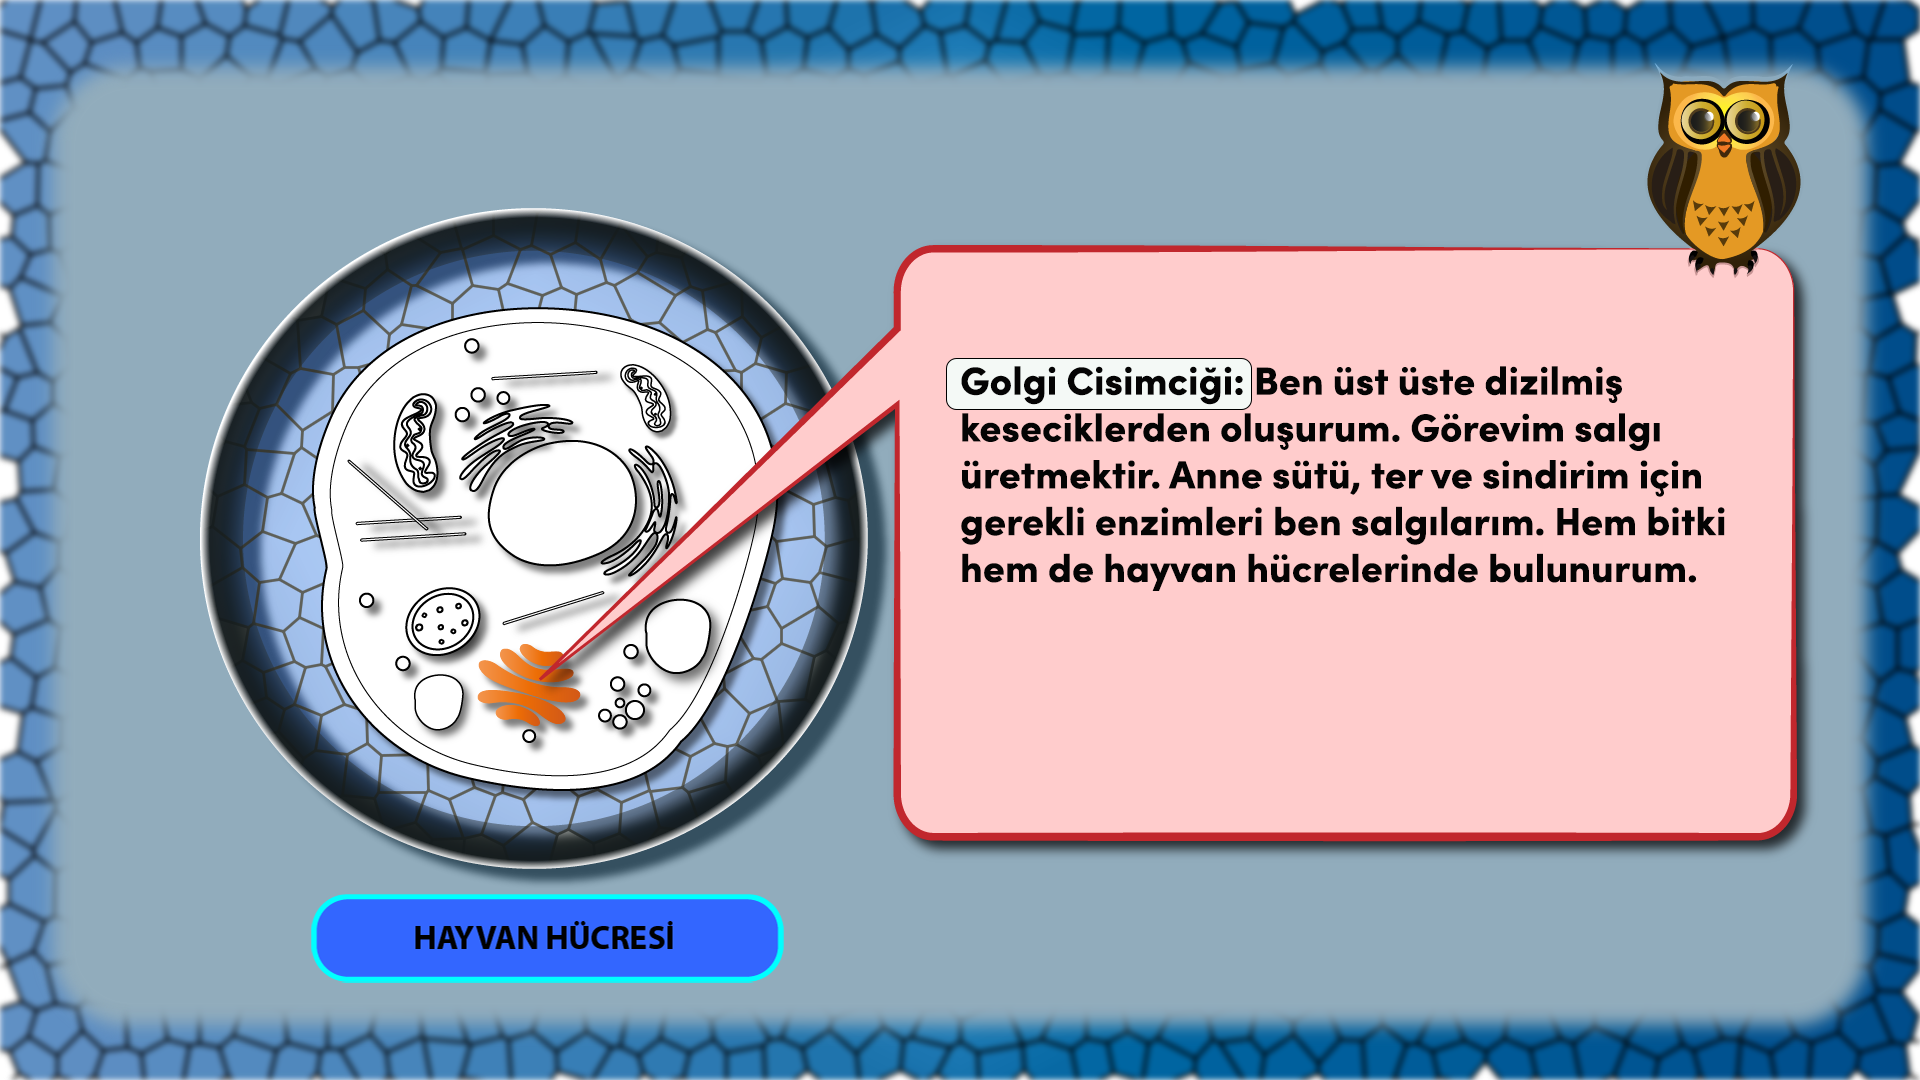 Golgi Cisimciği: Ben üst üste dizilmiş
keseciklerden oluşurum. Görevim salgı
üretmektir. Anne sütü, ter ve sindirim için
gerekli enzimleri ben salgılarım. Hem bitki
hem de hayvan hücrelerinde bulunurum.
HAYVAN HÜCRESİ